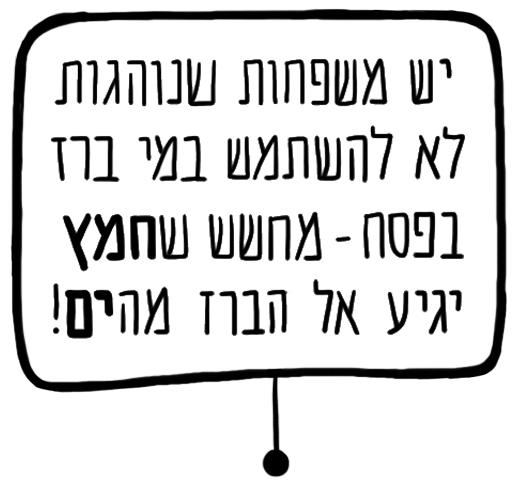 יש משפחות שנוהגות
לא להשתמש במי ברז
בפסח - מחשש שחמץ
יגיע אל הברז מהים!